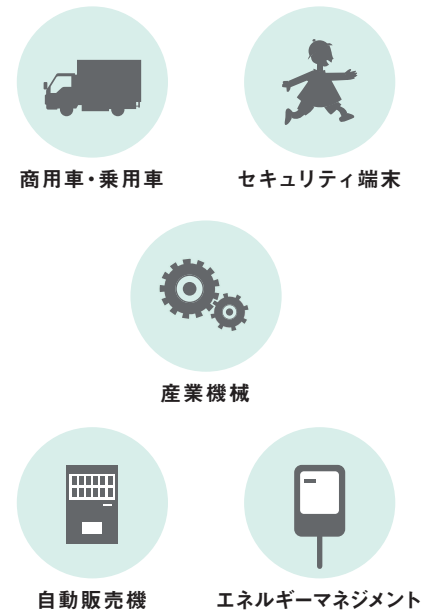 商用車・乗用車
セキュリティ端末
産業機械
自動販売機
エネルギーマネジメント